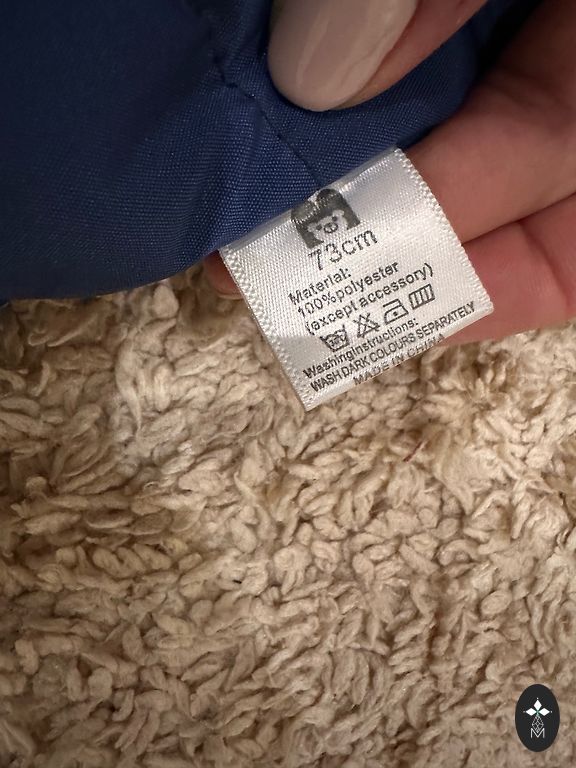 73cm
Material:
100%polyester
(except accessory)
Washinginstructions:
WASH DARK COLOURS SEPARATELY
MADE IN CHINA
M